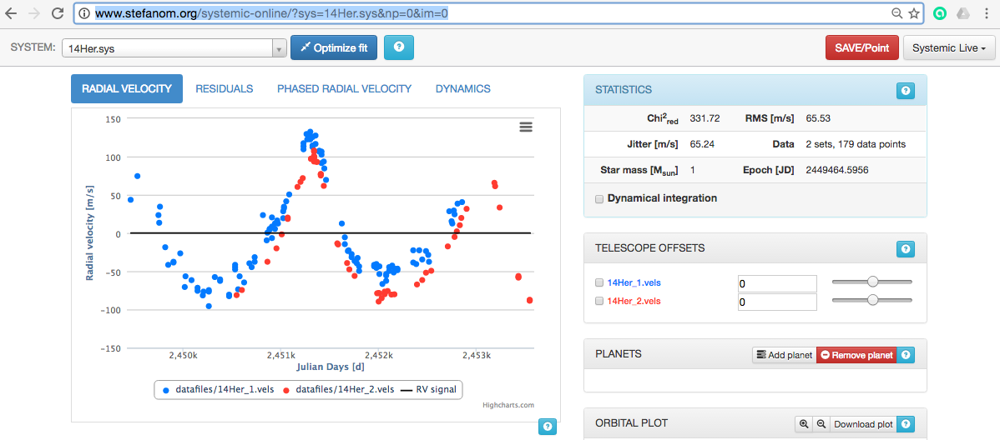 www.stefanom.org/systemic-online/?sys=14Her.sys&np=0&im=0
SYSTEM: 14Her.sys Optimize fit ? SAVE/Point Systemic Live
RADIAL VELOCITY RESIDUALS PHASED RADIAL VELOCITY DYNAMICS
150
100
50
0
−50
−100
−150
Radial velocity [m/s]
2,450k 2,451k 2,452k 2,453k
Julian Days [d]
datafiles/14Her_1.vels datafiles/14Her_2.vels RV signal
Highcharts.com
?
STATISTICS ?
Chi²red 331.72 RMS [m/s] 65.53
Jitter [m/s] 65.24 Data 2 sets, 179 data points
Star mass [Msun] 1 Epoch [JD] 2449464.5956
Dynamical integration
TELESCOPE OFFSETS ?
14Her_1.vels 0
14Her_2.vels 0
PLANETS Add planet Remove planet ?
ORBITAL PLOT Download plot ?